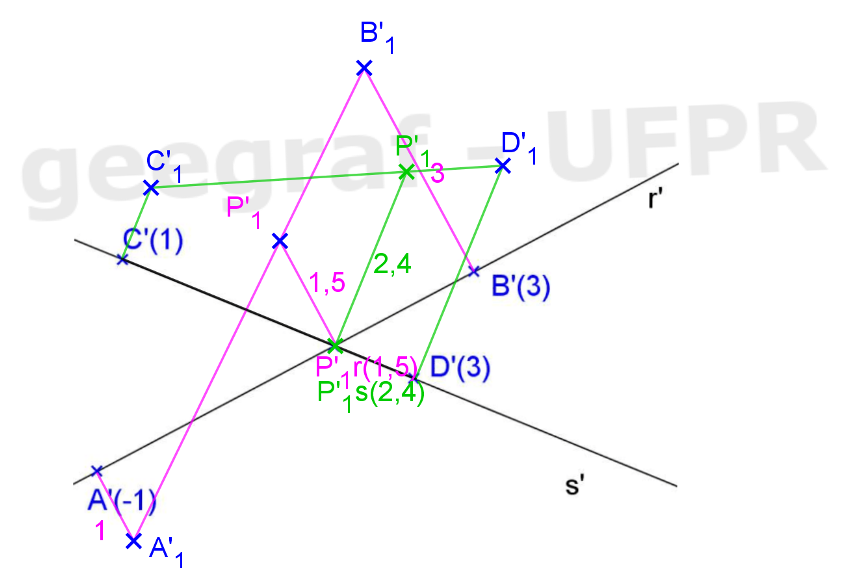 B'₁
geegraf - UFPR
P'₁
D'₁
C'₁
3
r'
P'₁
C'(1)
2,4
1,5
B'(3)
P'₁r(1,5)
D'(3)
P'₁s(2,4)
s'
A'(-1)
1
A'₁